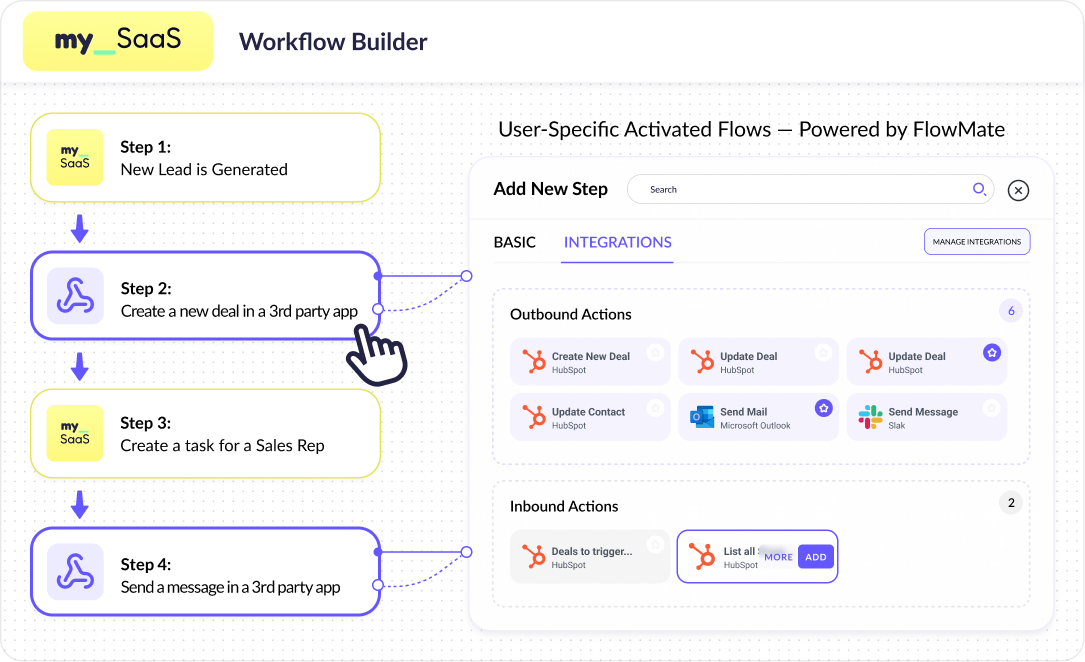 my_SaaS
Workflow Builder
my_
SaaS
Step 1:
New Lead is Generated
Step 2:
Create a new deal in a 3rd party app
my_
SaaS
Step 3:
Create a task for a Sales Rep
Step 4:
Send a message in a 3rd party app
User-Specific Activated Flows — Powered by FlowMate
Add New Step
Search
BASIC
INTEGRATIONS
MANAGE INTEGRATIONS
Outbound Actions
6
Create New Deal
HubSpot
Update Deal
HubSpot
Update Deal
HubSpot
Update Contact
HubSpot
Send Mail
Microsoft Outlook
Send Message
Slak
Inbound Actions
2
Deals to trigger...
HubSpot
List all
HubSpot
MORE
ADD